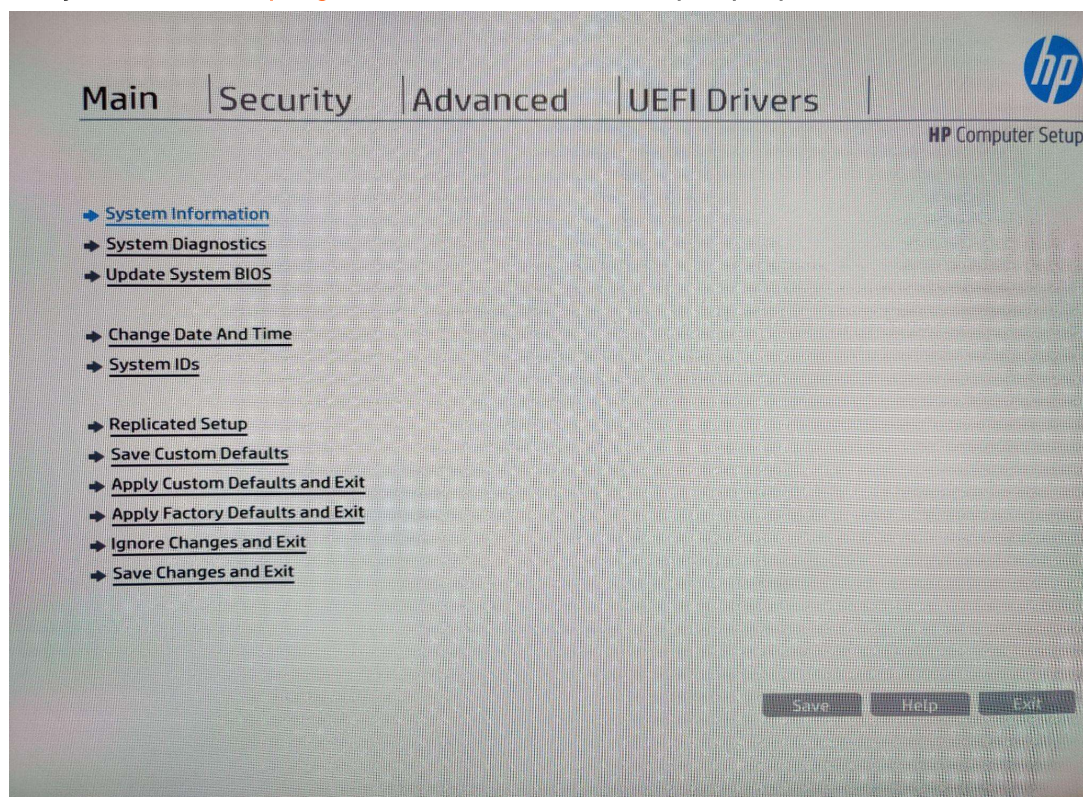 hp
Main Security Advanced UEFI Drivers
HP Computer Setup
System Information
System Diagnostics
Update System BIOS
Change Date And Time
System IDs
Replicated Setup
Save Custom Defaults
Apply Custom Defaults and Exit
Apply Factory Defaults and Exit
Ignore Changes and Exit
Save Changes and Exit
Save Help Exit